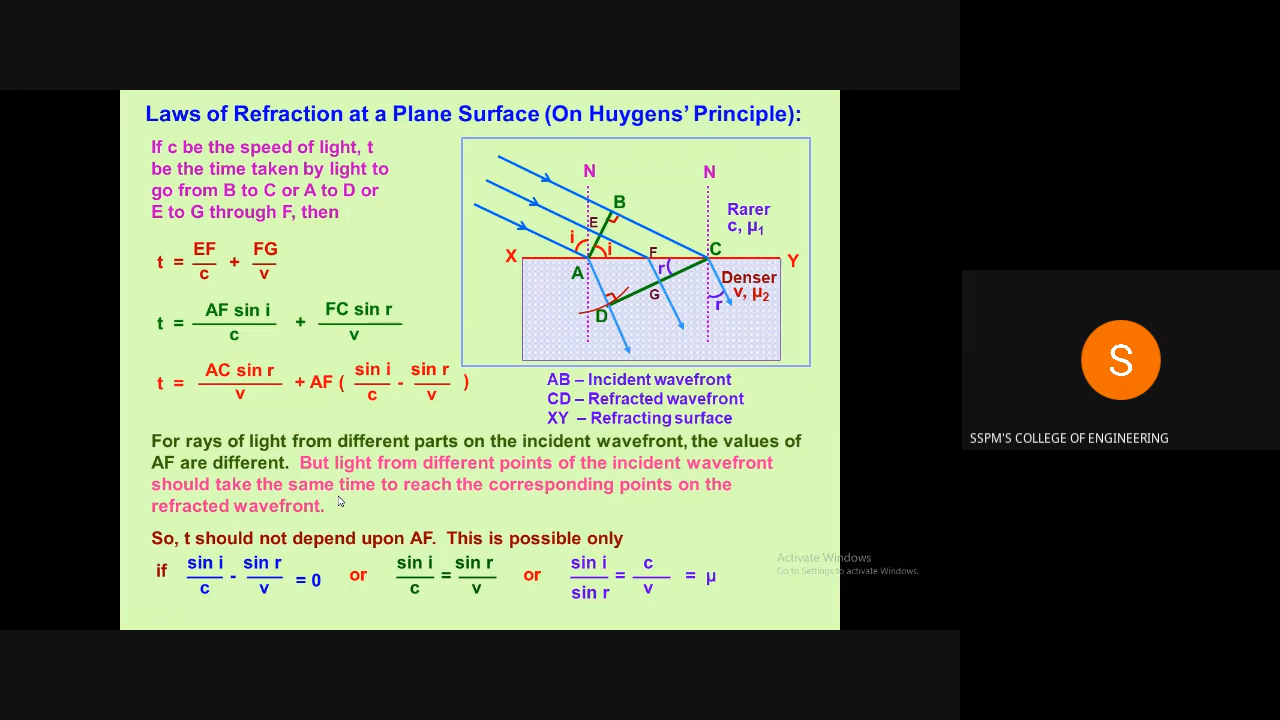 Laws of Refraction at a Plane Surface (On Huygens' Principle):
If c be the speed of light, t
be the time taken by light to
go from B to C or A to D or
E to G through F, then
t = EF/c + FG/v
t = AF sin i/c + FC sin r/v
t = AC sin r/v + AF ( sin i/c - sin r/v )
N
N
B
E
Rarer
c, μ1
i
i
F
C
X
Y
A
r
Denser
G
v, μ2
r
D
AB – Incident wavefront
CD – Refracted wavefront
XY – Refracting surface
For rays of light from different parts on the incident wavefront, the values of
AF are different. But light from different points of the incident wavefront
should take the same time to reach the corresponding points on the
refracted wavefront.
So, t should not depend upon AF. This is possible only
if sin i/c - sin r/v = 0 or sin i/c = sin r/v or sin i/sin r = c/v = μ
Activate Windows
Go to Settings to activate Windows.
S
SSPM'S COLLEGE OF ENGINEERING